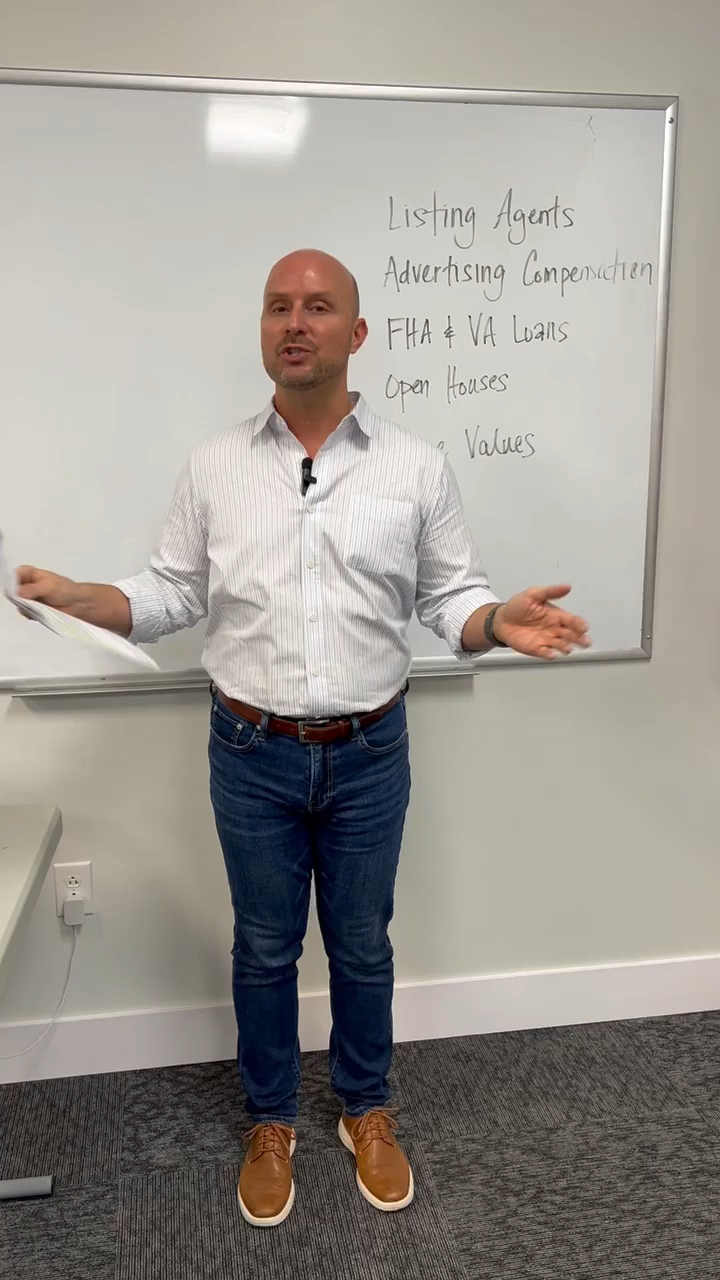 Listing Agents
Advertising Compensation
FHA & VA Loans
Open Houses
Values